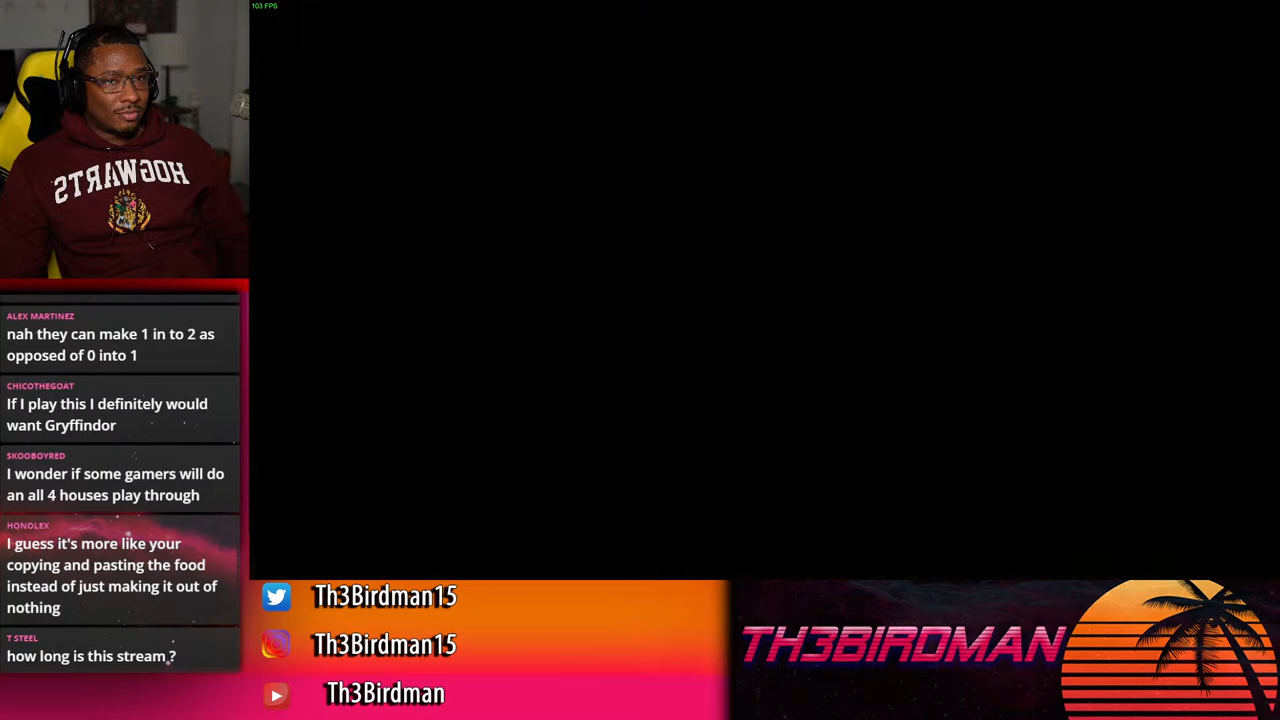 103 FPS
HOGWARTS
ALEX MARTINEZ
nah they can make 1 in to 2 as
opposed of 0 into 1
CHICOTHEGOAT
If I play this I definitely would
want Gryffindor
SKOOBOYRED
I wonder if some gamers will do
an all 4 houses play through
HONOLEX
I guess it's more like your
copying and pasting the food
instead of just making it out of
nothing
T STEEL
how long is this stream ?
Th3Birdman15
Th3Birdman15
Th3Birdman
TH3BIRDMAN